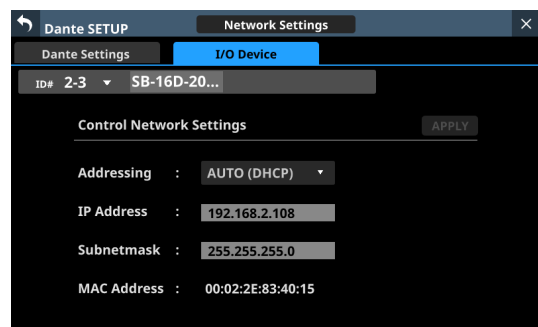 Dante SETUP Network Settings ×
Dante Settings I/O Device
ID# 2-3 ▼ SB-16D-20...
Control Network Settings APPLY
Addressing : AUTO (DHCP) ▼
IP Address : 192.168.2.108
Subnetmask : 255.255.255.0
MAC Address : 00:02:2E:83:40:15